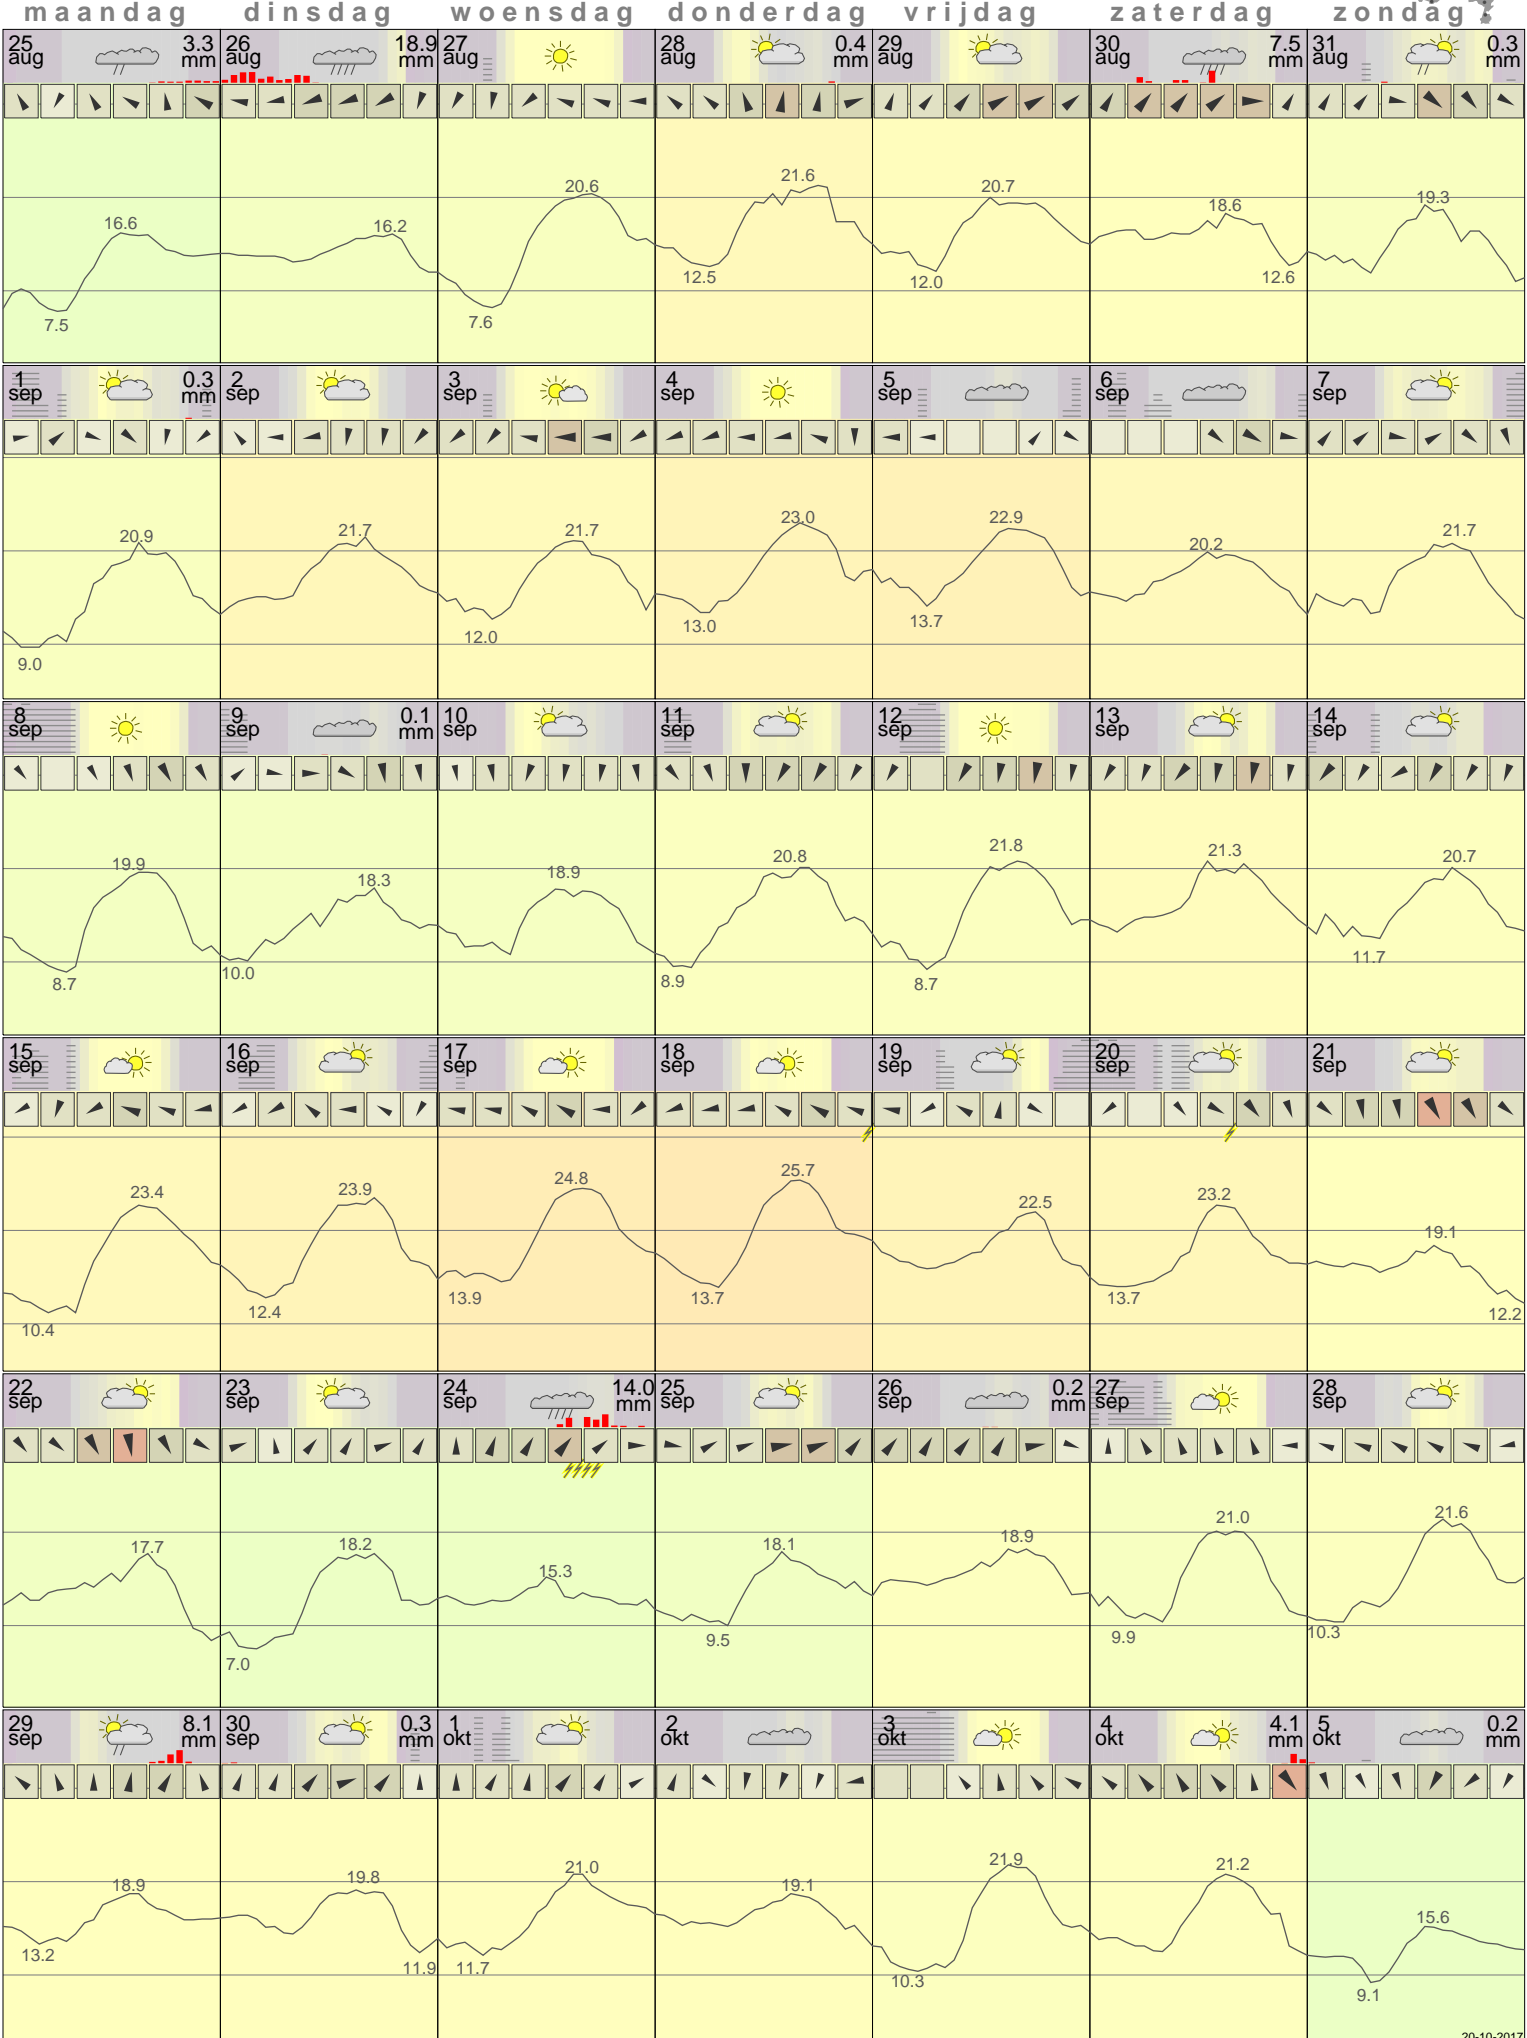 maandag dinsdag woensdag donderdag vrijdag zaterdag zondag
25 3.3 26 18.9 27 28 0.4 29 30 7.5 31 0.3
aug mm aug mm aug aug mm aug aug mm aug mm
16.6 16.2 20.6 21.6 20.7 18.6 19.3
7.5 7.6 12.5 12.0 12.6
1 0.3 2 3 4 5 6 7
sep mm sep sep sep sep sep sep
20.9 21.7 21.7 23.0 22.9 20.2 21.7
9.0 12.0 13.0 13.7
8 9 0.1 10 11 12 13 14
sep sep mm sep sep sep sep sep
19.9 18.3 18.9 20.8 21.8 21.3 20.7
8.7 10.0 8.9 8.7 11.7
15 16 17 18 19 20 21
sep sep sep sep sep sep sep
23.4 23.9 24.8 25.7 22.5 23.2 19.1
10.4 12.4 13.9 13.7 13.7 12.2
22 23 24 14.0 25 26 0.2 27 28
sep sep sep mm sep sep mm sep sep
17.7 18.2 15.3 18.1 18.9 21.0 21.6
7.0 9.5 9.9 10.3
29 8.1 30 0.3 1 2 3 4 4.1 5 0.2
sep mm sep mm okt okt okt okt mm okt mm
18.9 19.8 21.0 19.1 21.9 21.2 15.6
13.2 11.9 11.7 10.3 9.1
20-10-2017